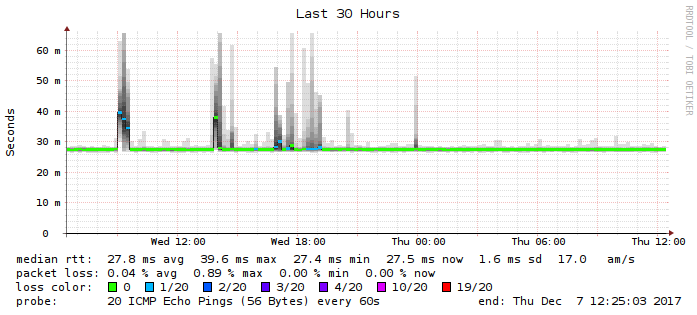 Last 30 Hours
RRDTOOL / TOBI OETIKER
Seconds
60 m
50 m
40 m
30 m
20 m
10 m
0
Wed 12:00 Wed 18:00 Thu 00:00 Thu 06:00 Thu 12:00
median rtt: 27.8 ms avg 39.6 ms max 27.4 ms min 27.5 ms now 1.6 ms sd 17.0 am/s
packet loss: 0.04 % avg 0.89 % max 0.00 % min 0.00 % now
loss color: 0 1/20 2/20 3/20 4/20 10/20 19/20
probe: 20 ICMP Echo Pings (56 Bytes) every 60s end: Thu Dec 7 12:25:03 2017